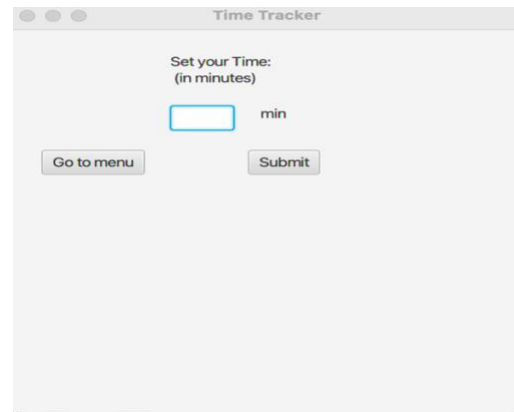 Time Tracker
Set your Time:
(in minutes)
min
Go to menu Submit